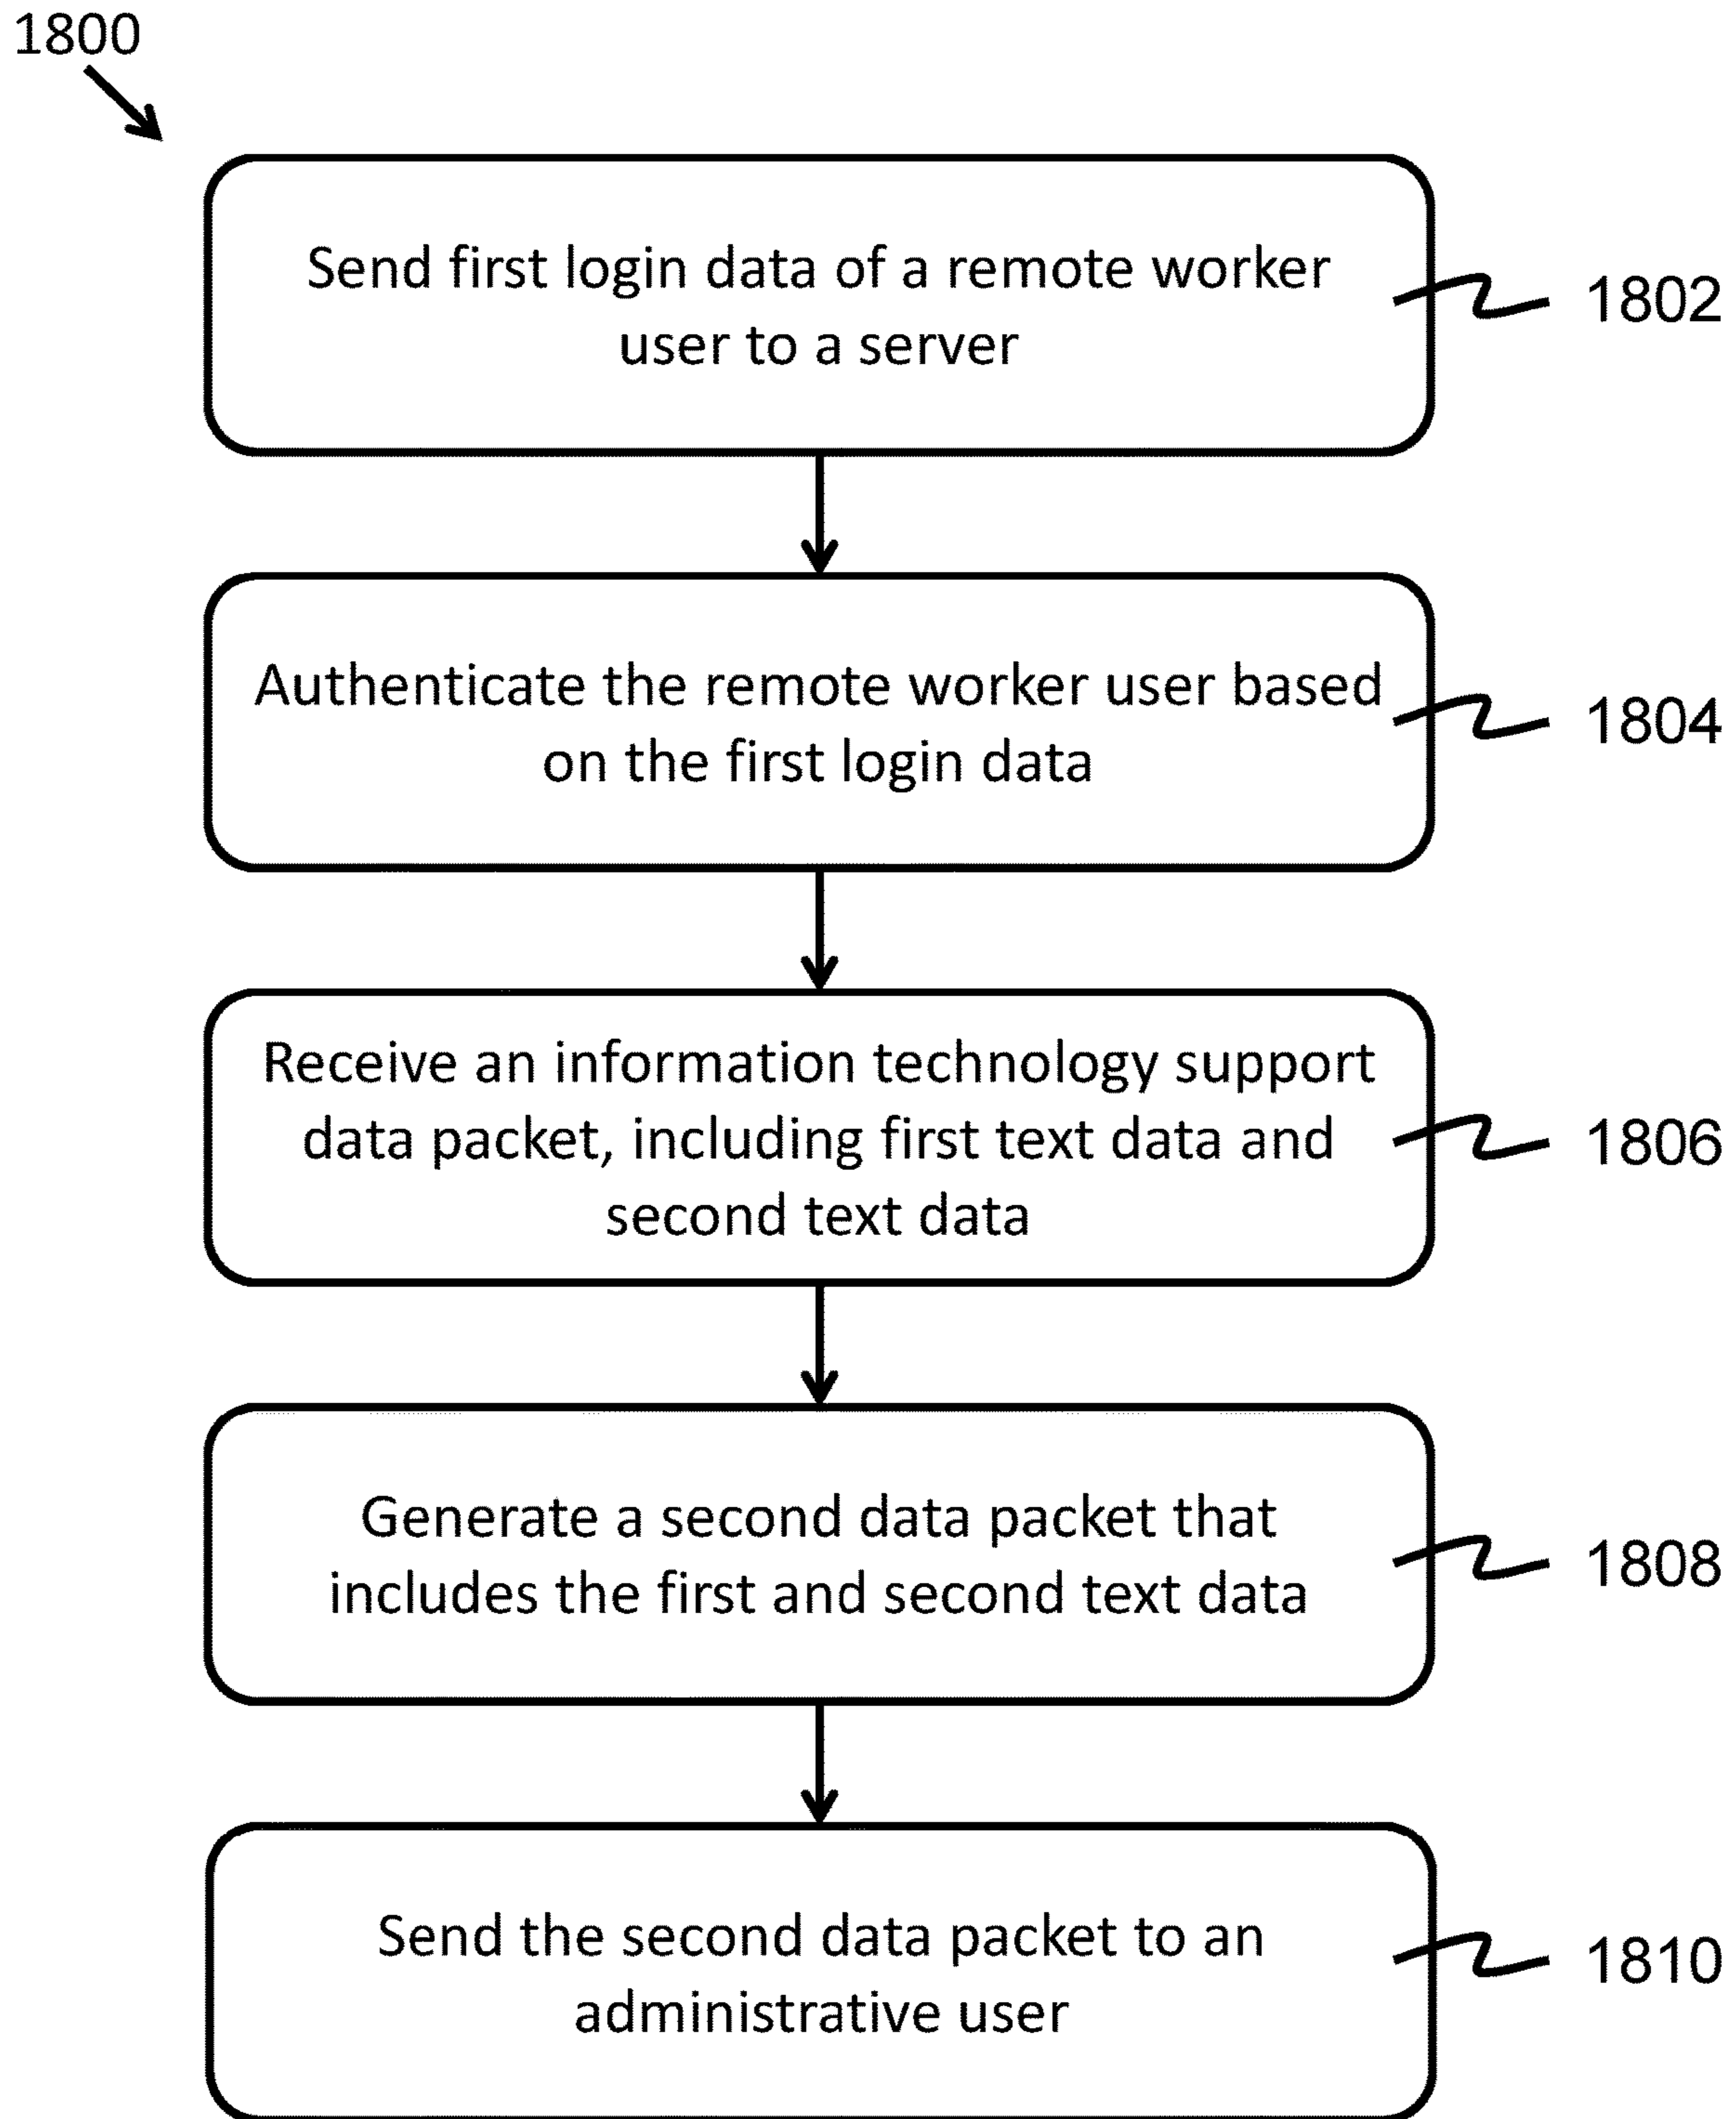 1800
Send first login data of a remote worker
user to a server
1802
Authenticate the remote worker user based
on the first login data
1804
Receive an information technology support
data packet, including first text data and
second text data
1806
Generate a second data packet that
includes the first and second text data
1808
Send the second data packet to an
administrative user
1810